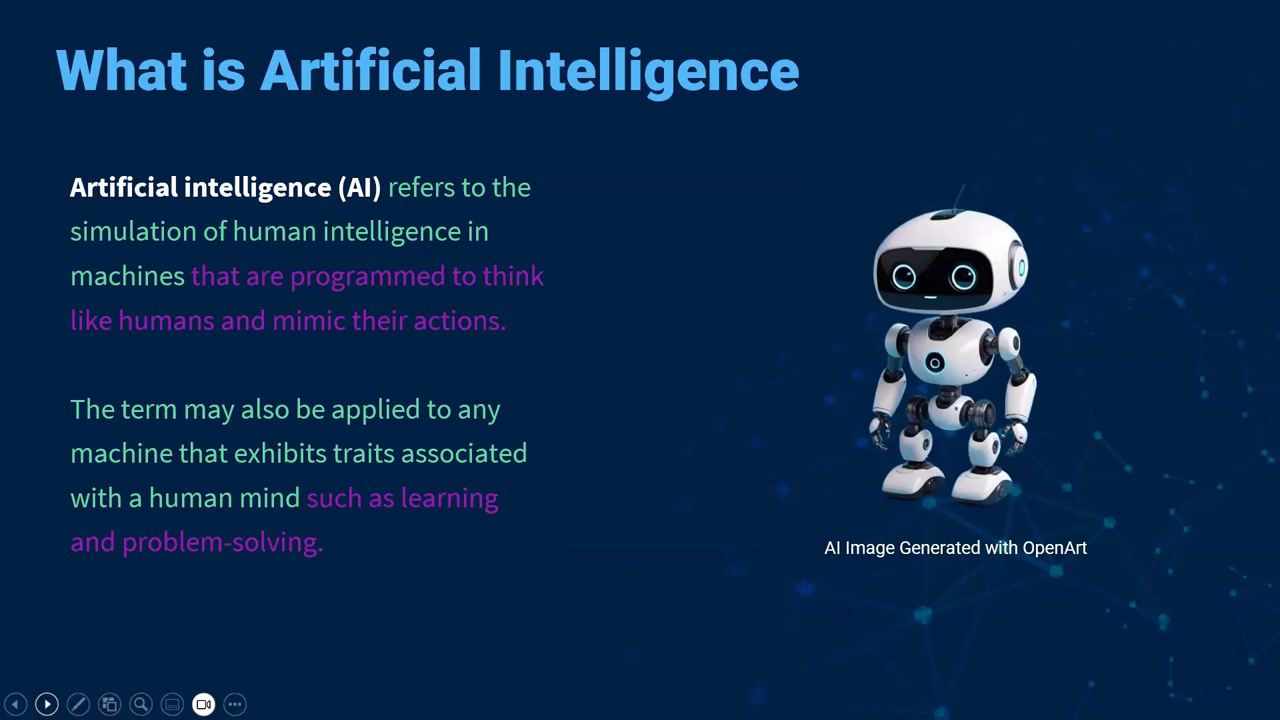 What is Artificial Intelligence
Artificial intelligence (AI) refers to the
simulation of human intelligence in
machines that are programmed to think
like humans and mimic their actions.
The term may also be applied to any
machine that exhibits traits associated
with a human mind such as learning
and problem-solving.
AI Image Generated with OpenArt